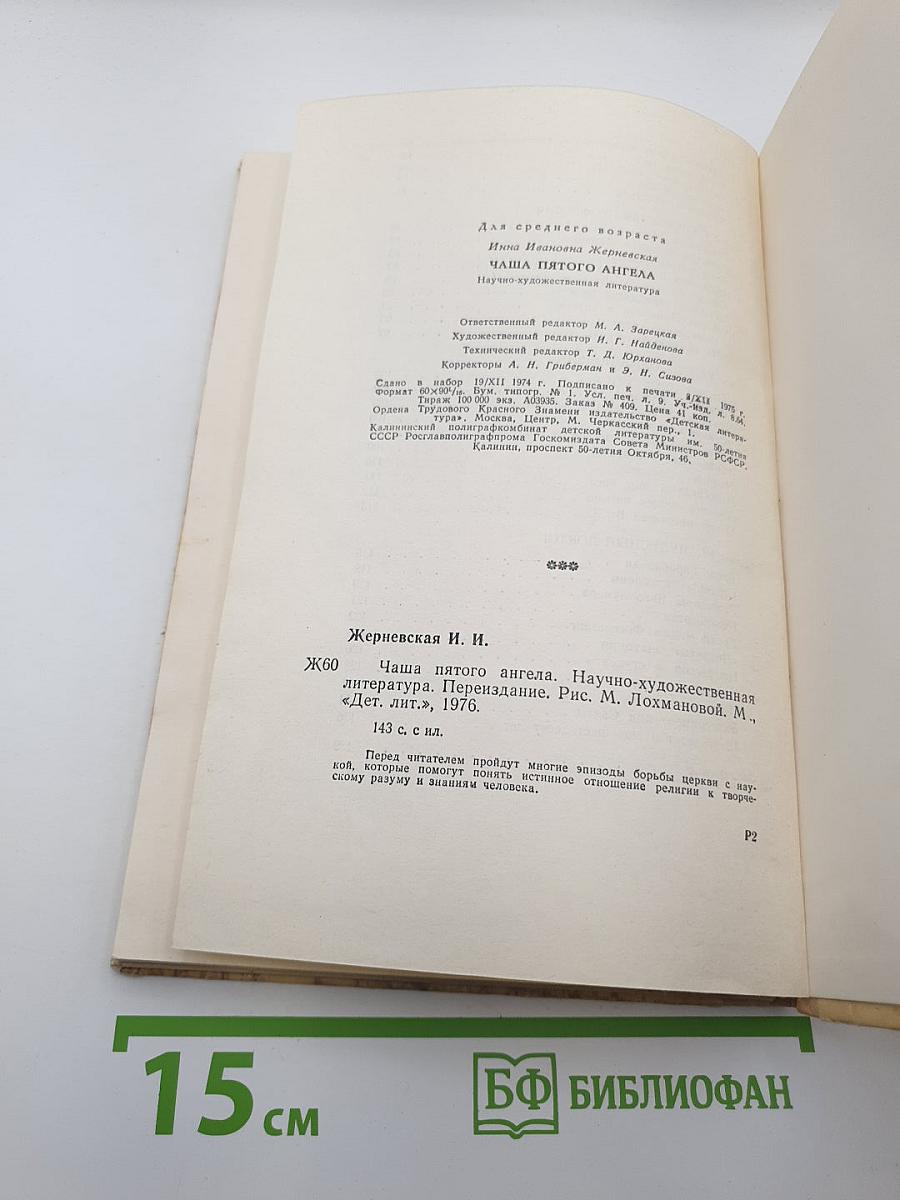 Для среднего возраста
Инна Ивановна Жерневская
ЧАША ПЯТОГО АНГЕЛА
Научно-художественная литература
Ответственный редактор М. А. Зарецкая
Художественный редактор И. Г. Найденова
Технический редактор Т. Д. Юрханова
Корректоры А. Н. Гриберман и Э. Н. Сизова
Сдано в набор 19/XII 1974 г. Подписано к печати /XII 1975 г.
Формат 60×90¹/₁₆. Бум. типогр. № 1. Усл. печ. л. 9. Уч.-изд. л. 8,64.
Тираж 100 000 экз. А03935. Заказ № 409. Цена 41 коп.
Ордена Трудового Красного Знамени издательство «Детская литера-
тура». Москва, Центр, М. Черкасский пер., 1.
Калининский полиграфкомбинат детской литературы им. 50-летия
СССР Росглавполиграфпрома Госкомиздата Совета Министров РСФСР.
Калинин, проспект 50-летия Октября, 46.
Жерневская И. И.
Ж60 Чаша пятого ангела. Научно-художественная
литература. Переиздание. Рис. М. Лохмановой. М.,
«Дет. лит.», 1976.
143 с. с ил.
Перед читателем пройдут многие эпизоды борьбы церкви с нау-
кой, которые помогут понять истинное отношение религии к творче-
скому разуму и знаниям человека.
Р2
15 см
БФ БИБЛИОФАН